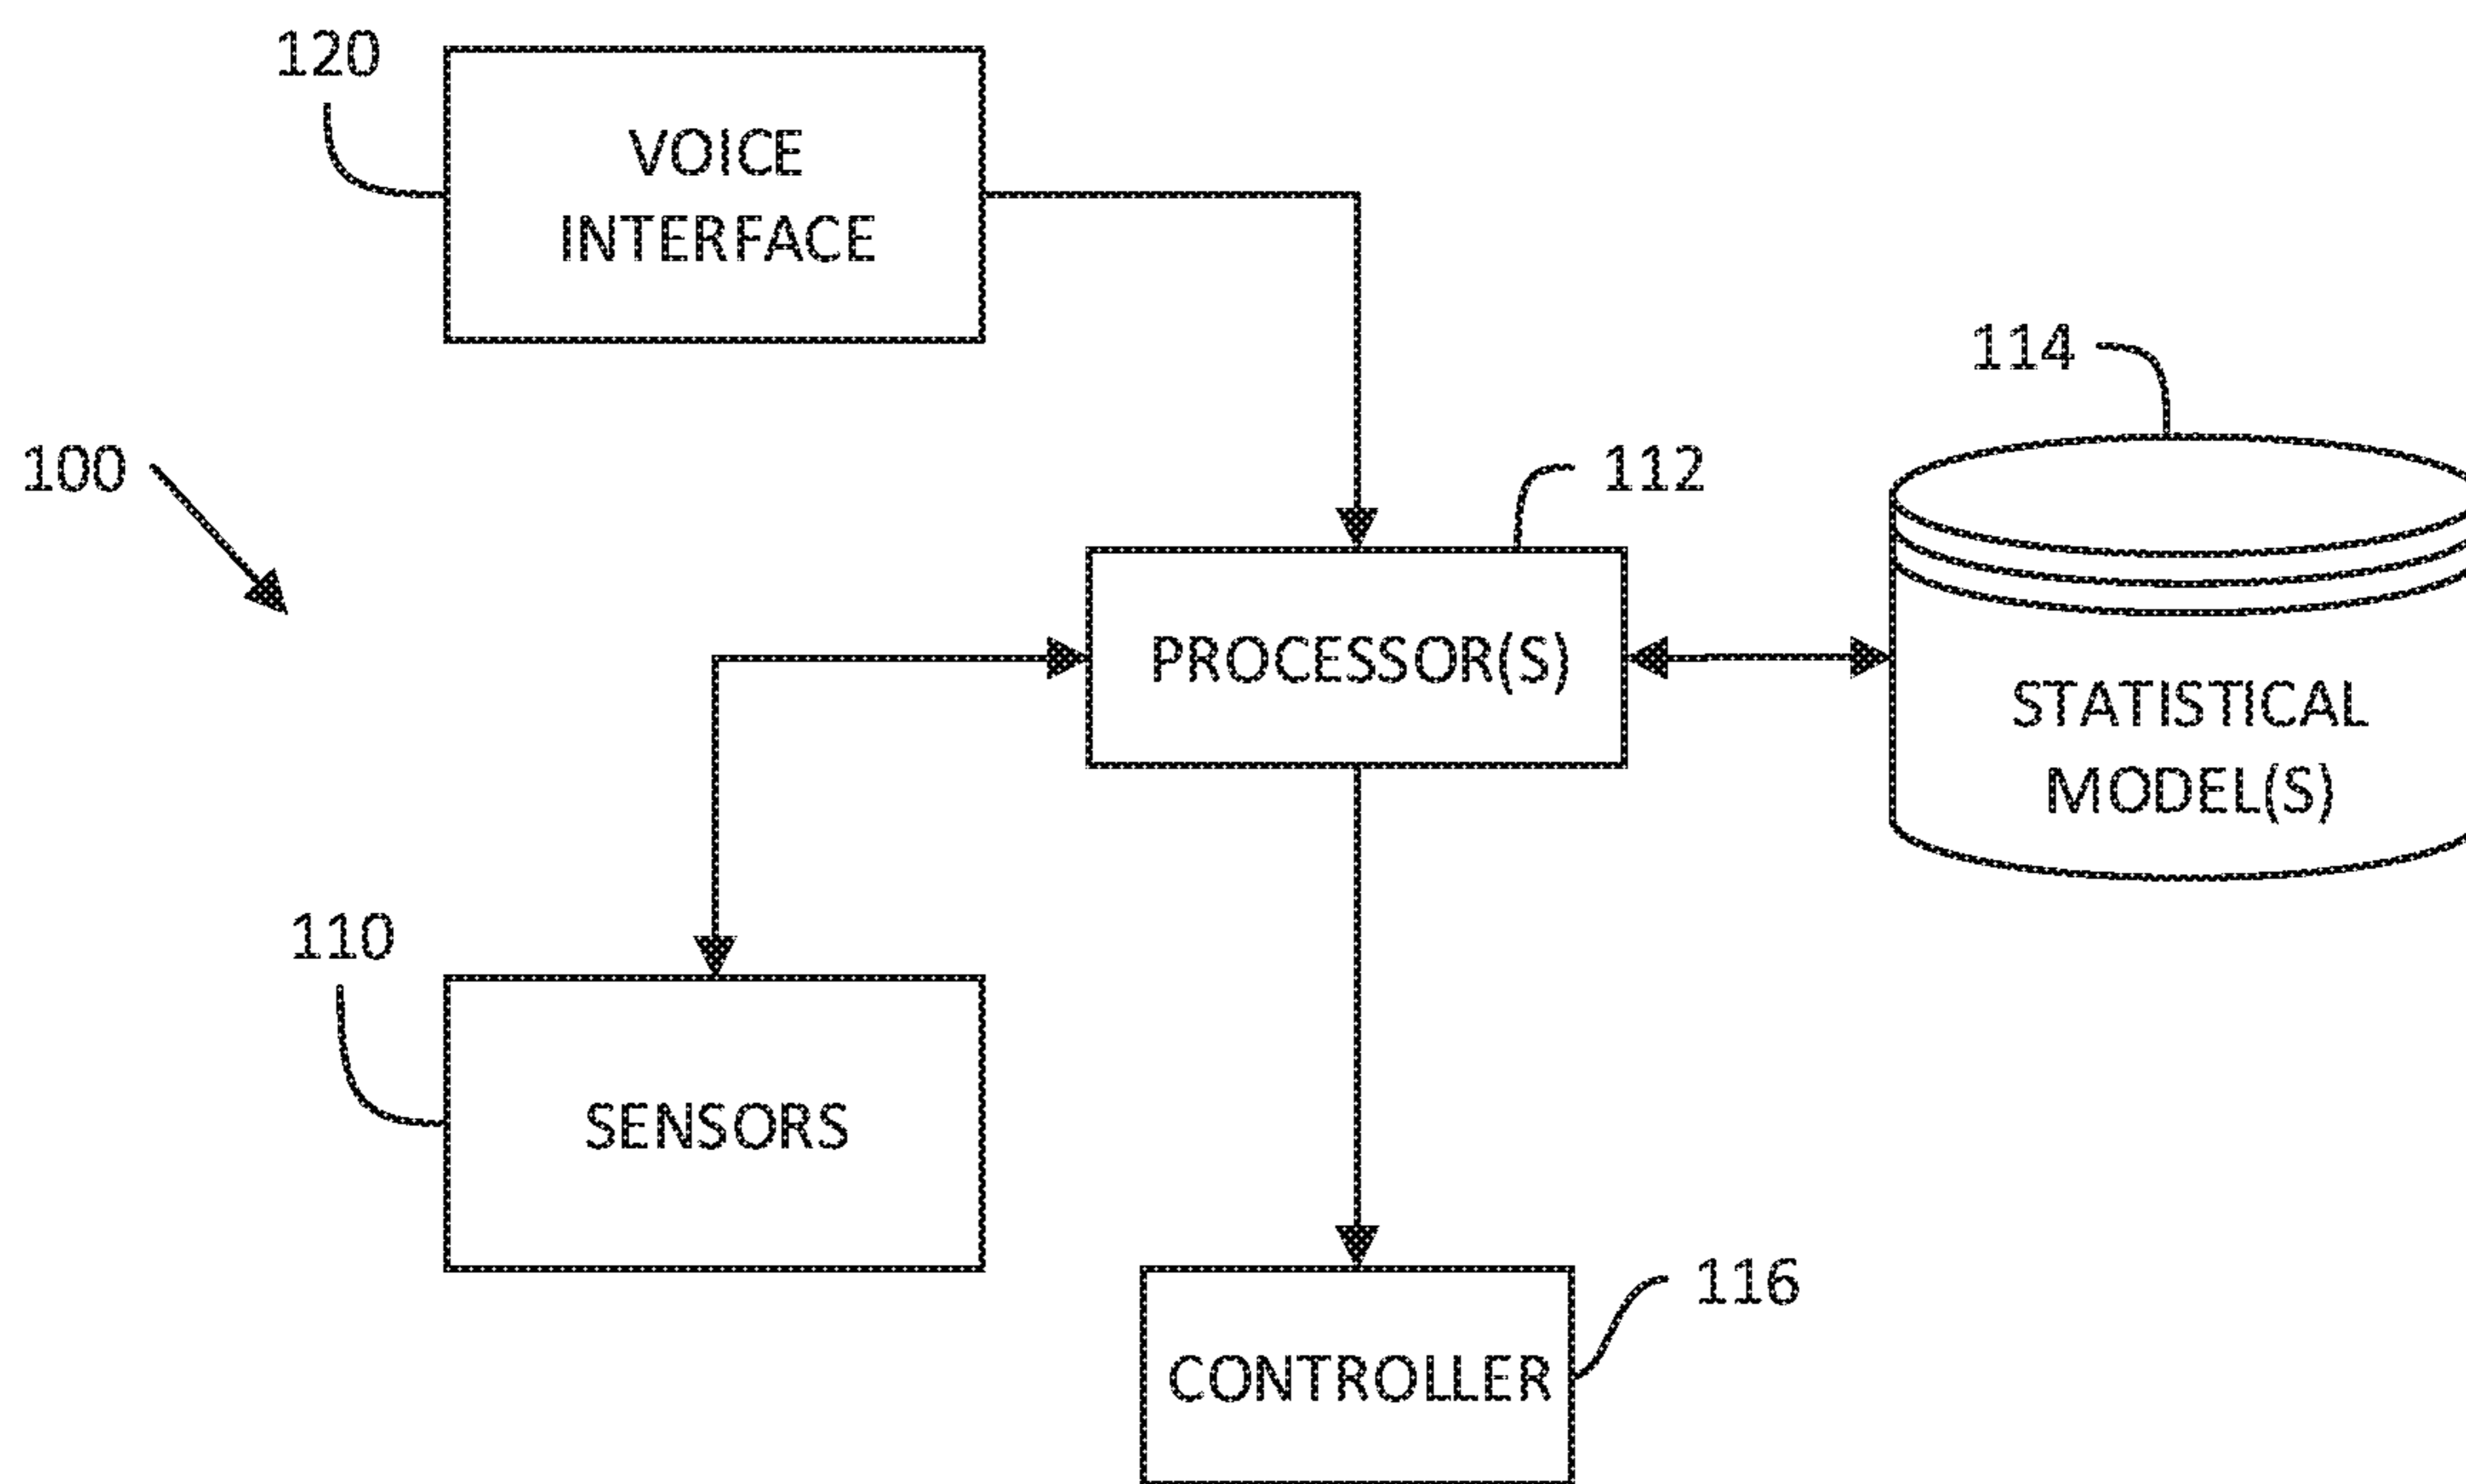 120
VOICE
INTERFACE
114
100
112
PROCESSOR(S)
STATISTICAL
MODEL(S)
110
SENSORS
116
CONTROLLER